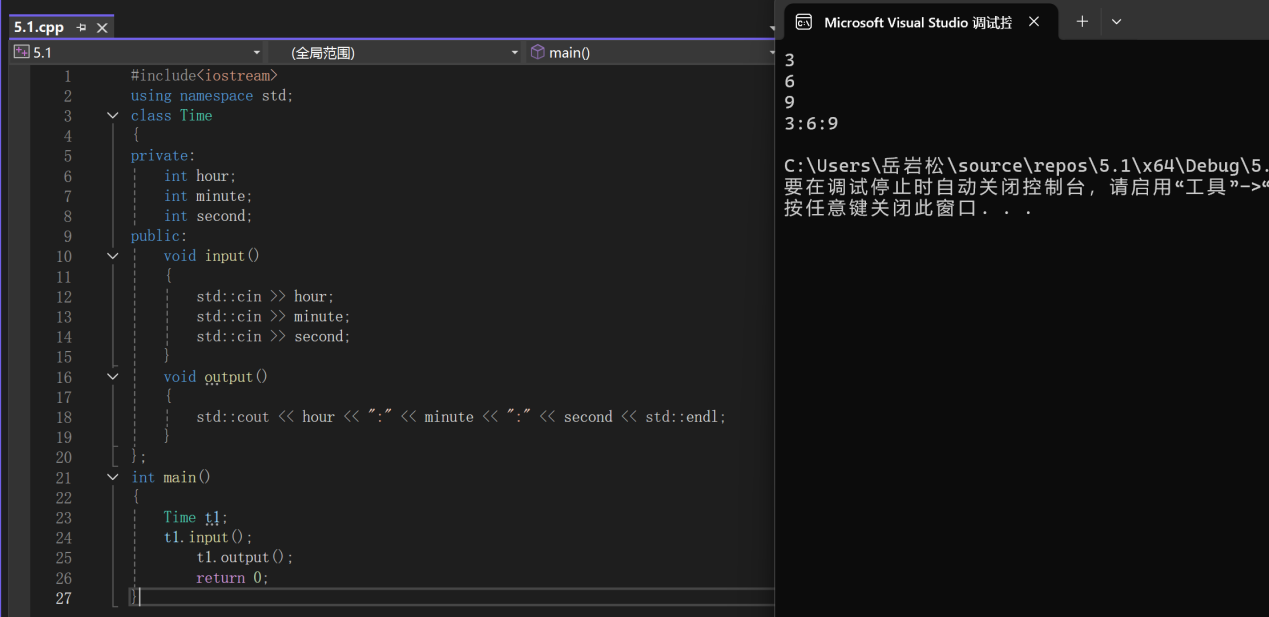 5.1.cpp
5.1
(全局范围)
main()
1 #include<iostream>
2 using namespace std;
3 class Time
4 {
5 private:
6 int hour;
7 int minute;
8 int second;
9 public:
10 void input()
11 {
12 std::cin >> hour;
13 std::cin >> minute;
14 std::cin >> second;
15 }
16 void output()
17 {
18 std::cout << hour << ":" << minute << ":" << second << std::endl;
19 }
20 };
21 int main()
22 {
23 Time t1;
24 t1.input();
25 t1.output();
26 return 0;
27 }
Microsoft Visual Studio 调试控
3
6
9
3:6:9
C:\Users\岳岩松\source\repos\5.1\x64\Debug\5.
要在调试停止时自动关闭控制台，请启用“工具”->“
按任意键关闭此窗口. . .